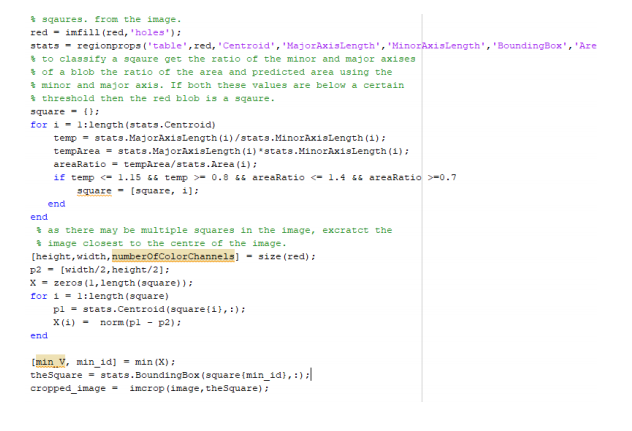 % sqaures. from the image.
red = imfill(red,'holes');
stats = regionprops('table',red,'Centroid','MajorAxisLength','MinorAxisLength','BoundingBox','Are
% to classify a sqaure get the ratio of the minor and major axises
% of a blob the ratio of the area and predicted area using the
% minor and major axis. If both these values are below a certain
% threshold then the red blob is a sqaure.
square = {};
for i = 1:length(stats.Centroid)
temp = stats.MajorAxisLength(i)/stats.MinorAxisLength(i);
tempArea = stats.MajorAxisLength(i)*stats.MinorAxisLength(i);
areaRatio = tempArea/stats.Area(i);
if temp <= 1.15 && temp >= 0.8 && areaRatio <= 1.4 && areaRatio >=0.7
square = [square, i];
end
end
% as there may be multiple squares in the image, excratct the
% image closest to the centre of the image.
[height,width,numberOfColorChannels] = size(red);
p2 = [width/2,height/2];
X = zeros(1,length(square));
for i = 1:length(square)
p1 = stats.Centroid(square{i},:);
X(i) = norm(p1 - p2);
end
[min_V, min_id] = min(X);
theSquare = stats.BoundingBox(square{min_id},:);
cropped_image = imcrop(image,theSquare);